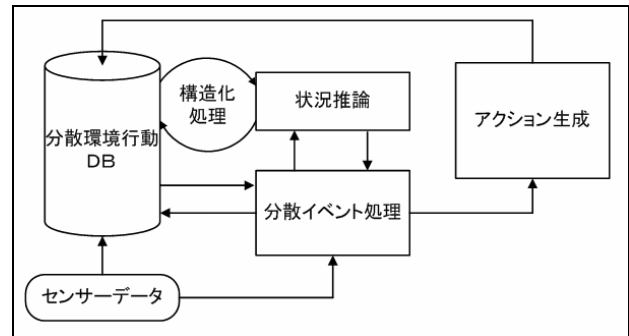 分散環境行動
DB
構造化
処理
状況推論
アクション生成
分散イベント処理
センサーデータ